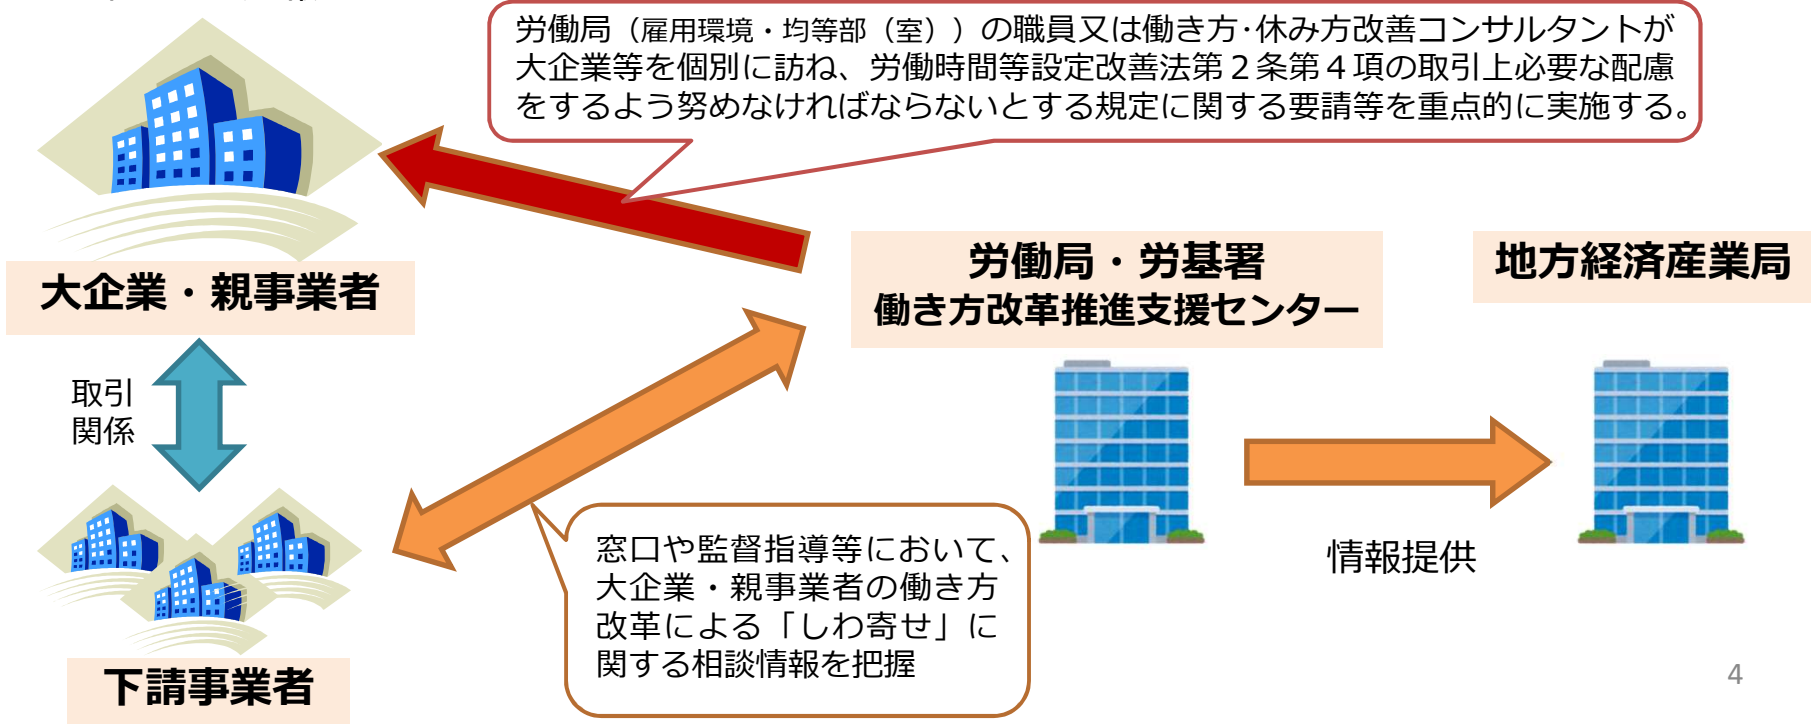 労働局（雇用環境・均等部（室））の職員又は働き方･休み方改善コンサルタントが
大企業等を個別に訪ね、労働時間等設定改善法第２条第４項の取引上必要な配慮
をするよう努めなければならないとする規定に関する要請等を重点的に実施する。
大企業・親事業者
労働局・労基署
働き方改革推進支援センター
地方経済産業局
取引
関係
窓口や監督指導等において、
大企業・親事業者の働き方
改革による「しわ寄せ」に
関する相談情報を把握
情報提供
下請事業者
4